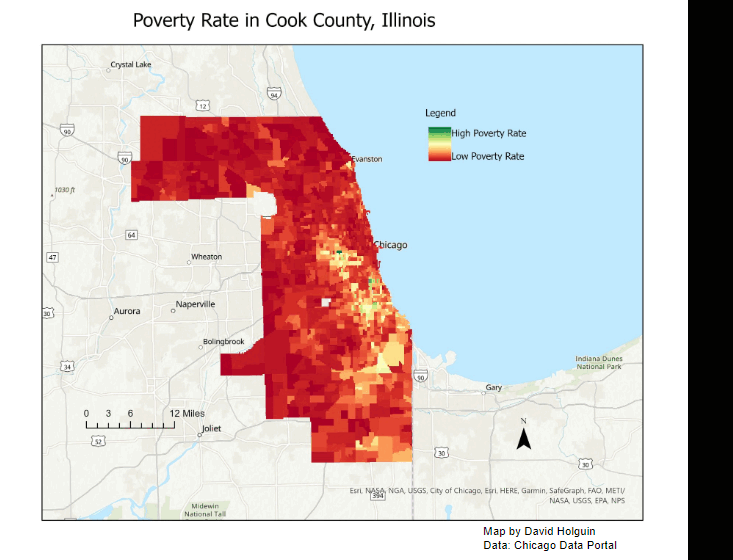 Poverty Rate in Cook County, Illinois
Crystal Lake
94
12
90
Legend
High Poverty Rate
90
Evanston
Low Poverty Rate
1030 ft
64
Chicago
47
Wheaton
Naperville
30
Aurora
Bolingbrook
Indiana Dunes
National Park
34
90
Gary
0 3 6 12 Miles
N
Joliet
52
30
30
Esri, NASA, NGA, USGS, City of Chicago, Esri, HERE, Garmin, SafeGraph, FAO, METI/
394
NASA, USGS, EPA, NPS
Midewin
National Tall
Map by David Holguin
Data: Chicago Data Portal